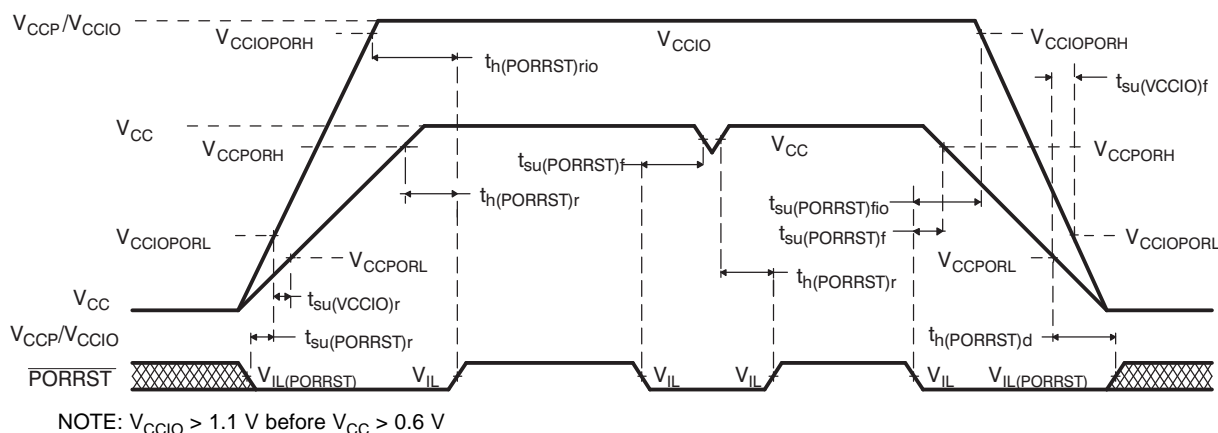 VCCP/VCCIO
VCCIOPORH
VCCIO
VCCIOPORH
th(PORRST)rio
tsu(VCCIO)f
VCC
VCCPORH
tsu(PORRST)f
VCC
VCCPORH
th(PORRST)r
tsu(PORRST)fio
VCCIOPORL
tsu(PORRST)f
VCCIOPORL
VCCPORL
VCCPORL
th(PORRST)r
VCC
tsu(VCCIO)r
VCCP/VCCIO
tsu(PORRST)r
th(PORRST)d
PORRST
VIL(PORRST)
VIL
VIL
VIL
VIL
VIL(PORRST)
NOTE: VCCIO > 1.1 V before VCC > 0.6 V